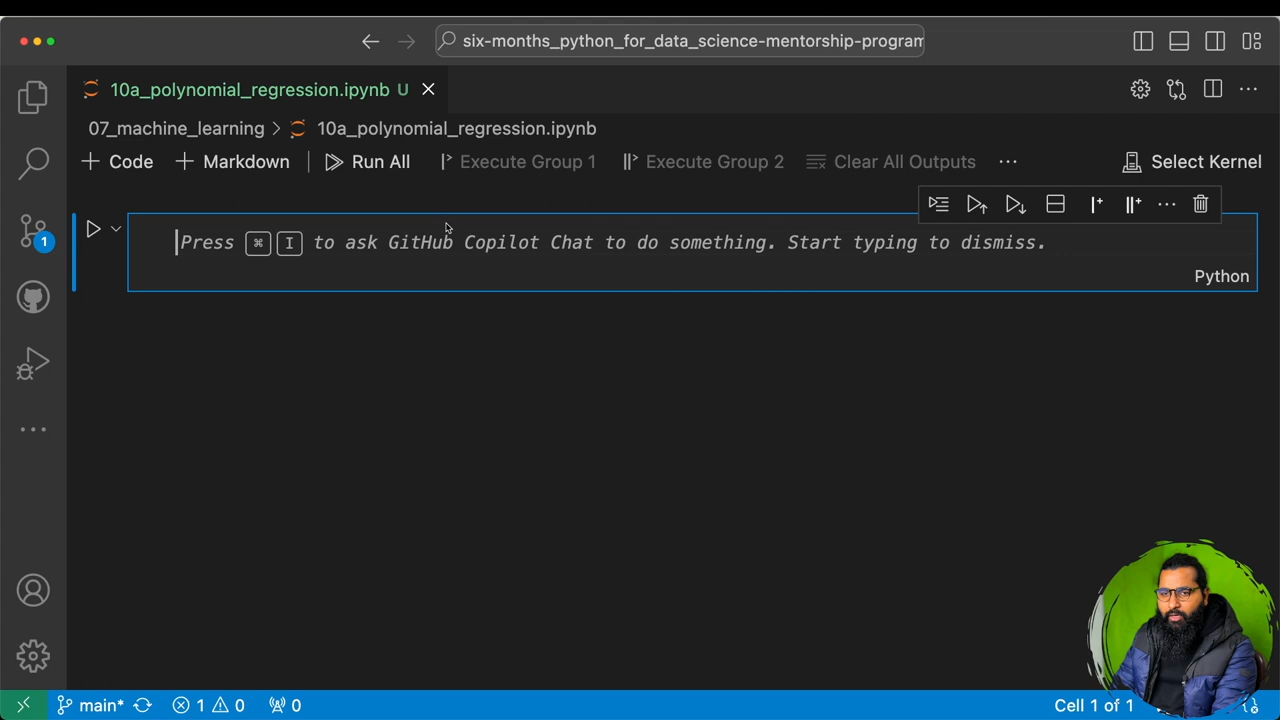 six-months_python_for_data_science-mentorship-program
10a_polynomial_regression.ipynb U
07_machine_learning > 10a_polynomial_regression.ipynb
+ Code + Markdown Run All Execute Group 1 Execute Group 2 Clear All Outputs ... Select Kernel
Press ⌘ I to ask GitHub Copilot Chat to do something. Start typing to dismiss.
Python
1
main* 1 0 0 Cell 1 of 1